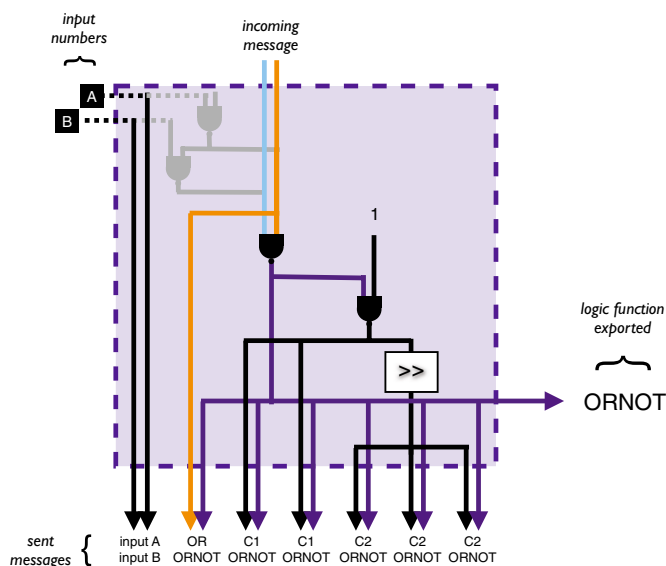 input
numbers
incoming
message
A
B
1
logic function
exported
>>
ORNOT
sent
messages
input A OR C1 C1 C2 C2 C2
input B ORNOT ORNOT ORNOT ORNOT ORNOT ORNOT